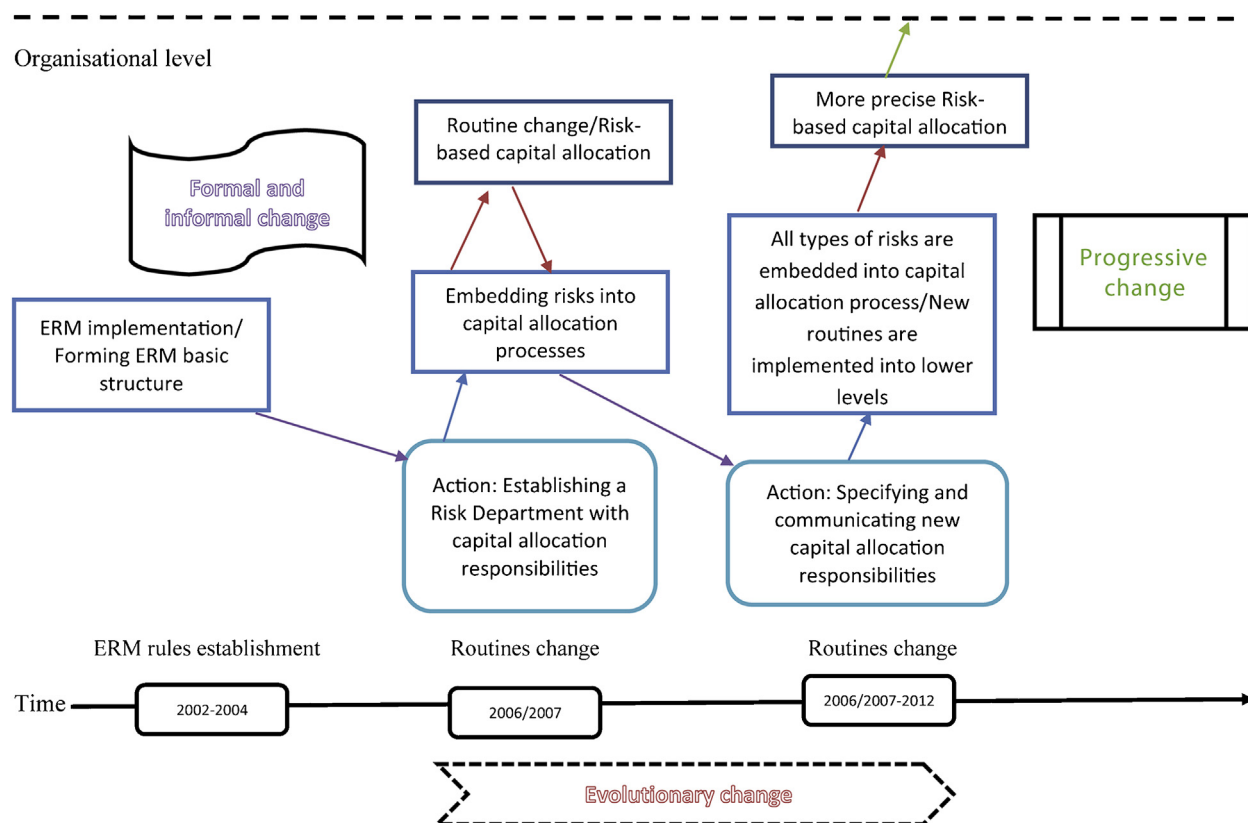 Organisational level
More precise Risk-
based capital allocation
Routine change/Risk-
based capital allocation
Formal and
informal change
All types of risks are
embedded into capital
allocation process/New
routines are
implemented into lower
levels
Progressive
change
Embedding risks into
capital allocation
processes
ERM implementation/
Forming ERM basic
structure
Action: Establishing a
Risk Department with
capital allocation
responsibilities
Action: Specifying and
communicating new
capital allocation
responsibilities
ERM rules establishment
Routines change
Routines change
Time
2002-2004
2006/2007
2006/2007-2012
Evolutionary change